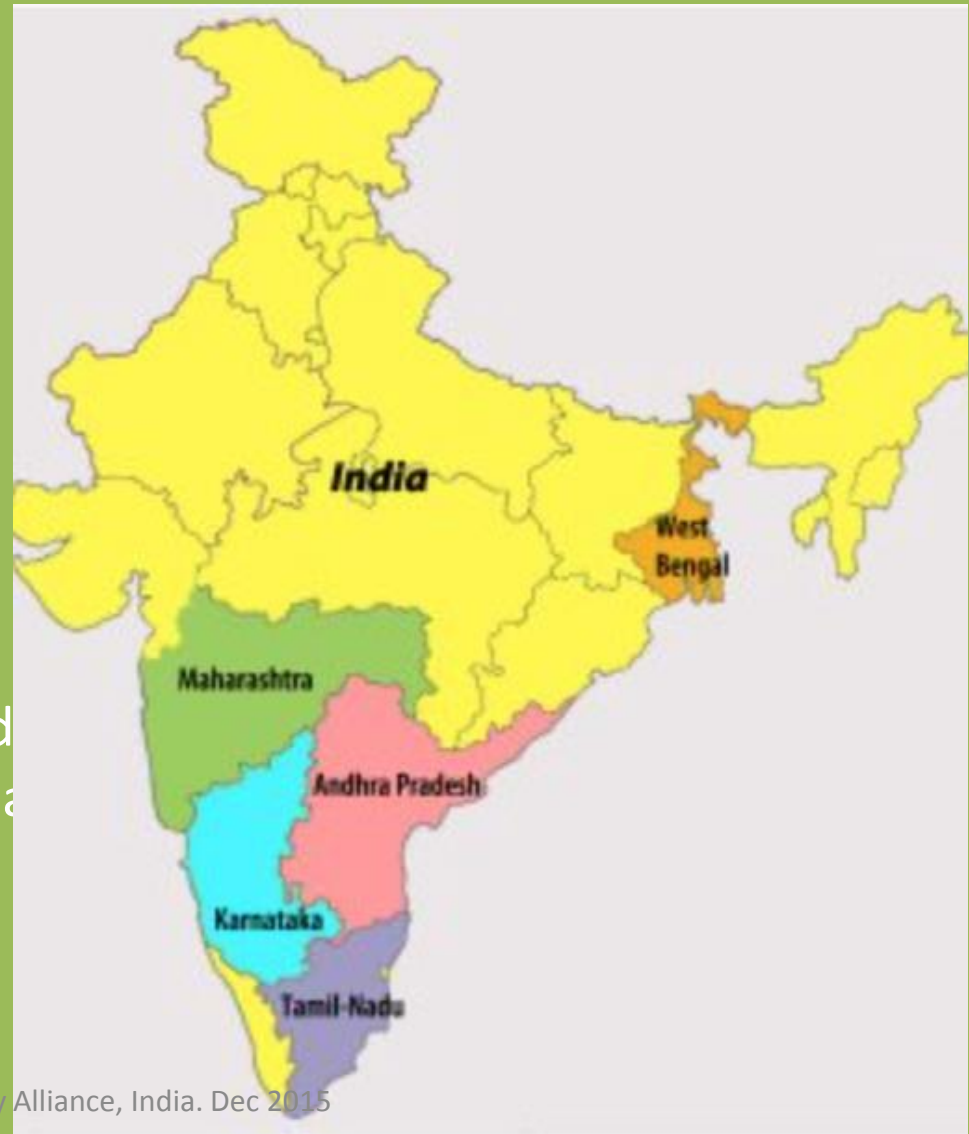 India
West
Bengal
Maharashtra
Andhra Pradesh
Karnataka
Tamil-Nadu
Alliance, India. Dec 2015